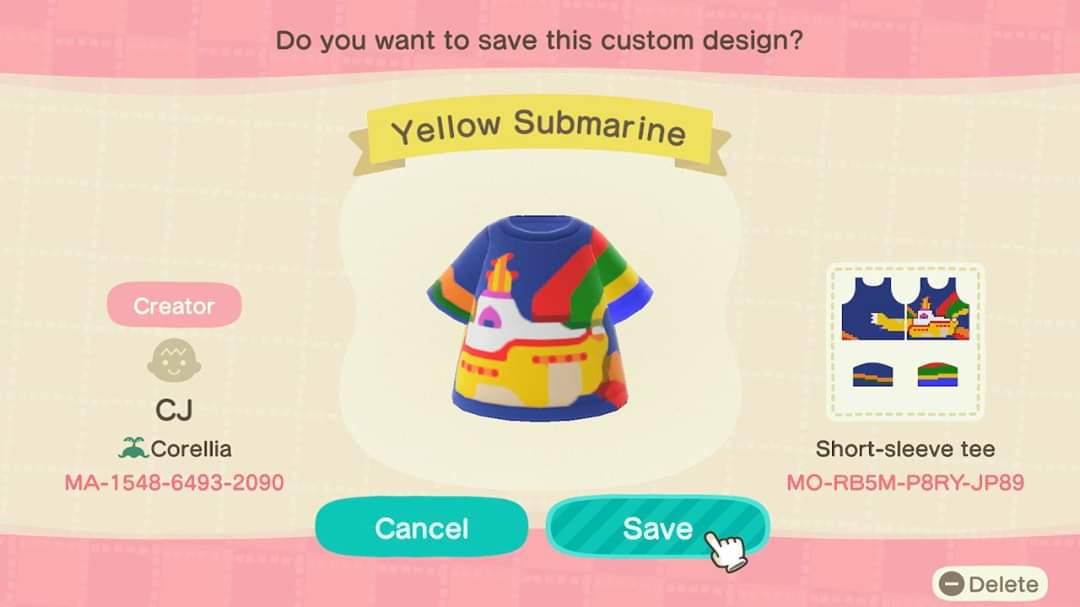 Do you want to save this custom design?
Yellow Submarine
Creator
CJ
Corellia
MA-1548-6493-2090
Short-sleeve tee
MO-RB5M-P8RY-JP89
Cancel
Save
Delete